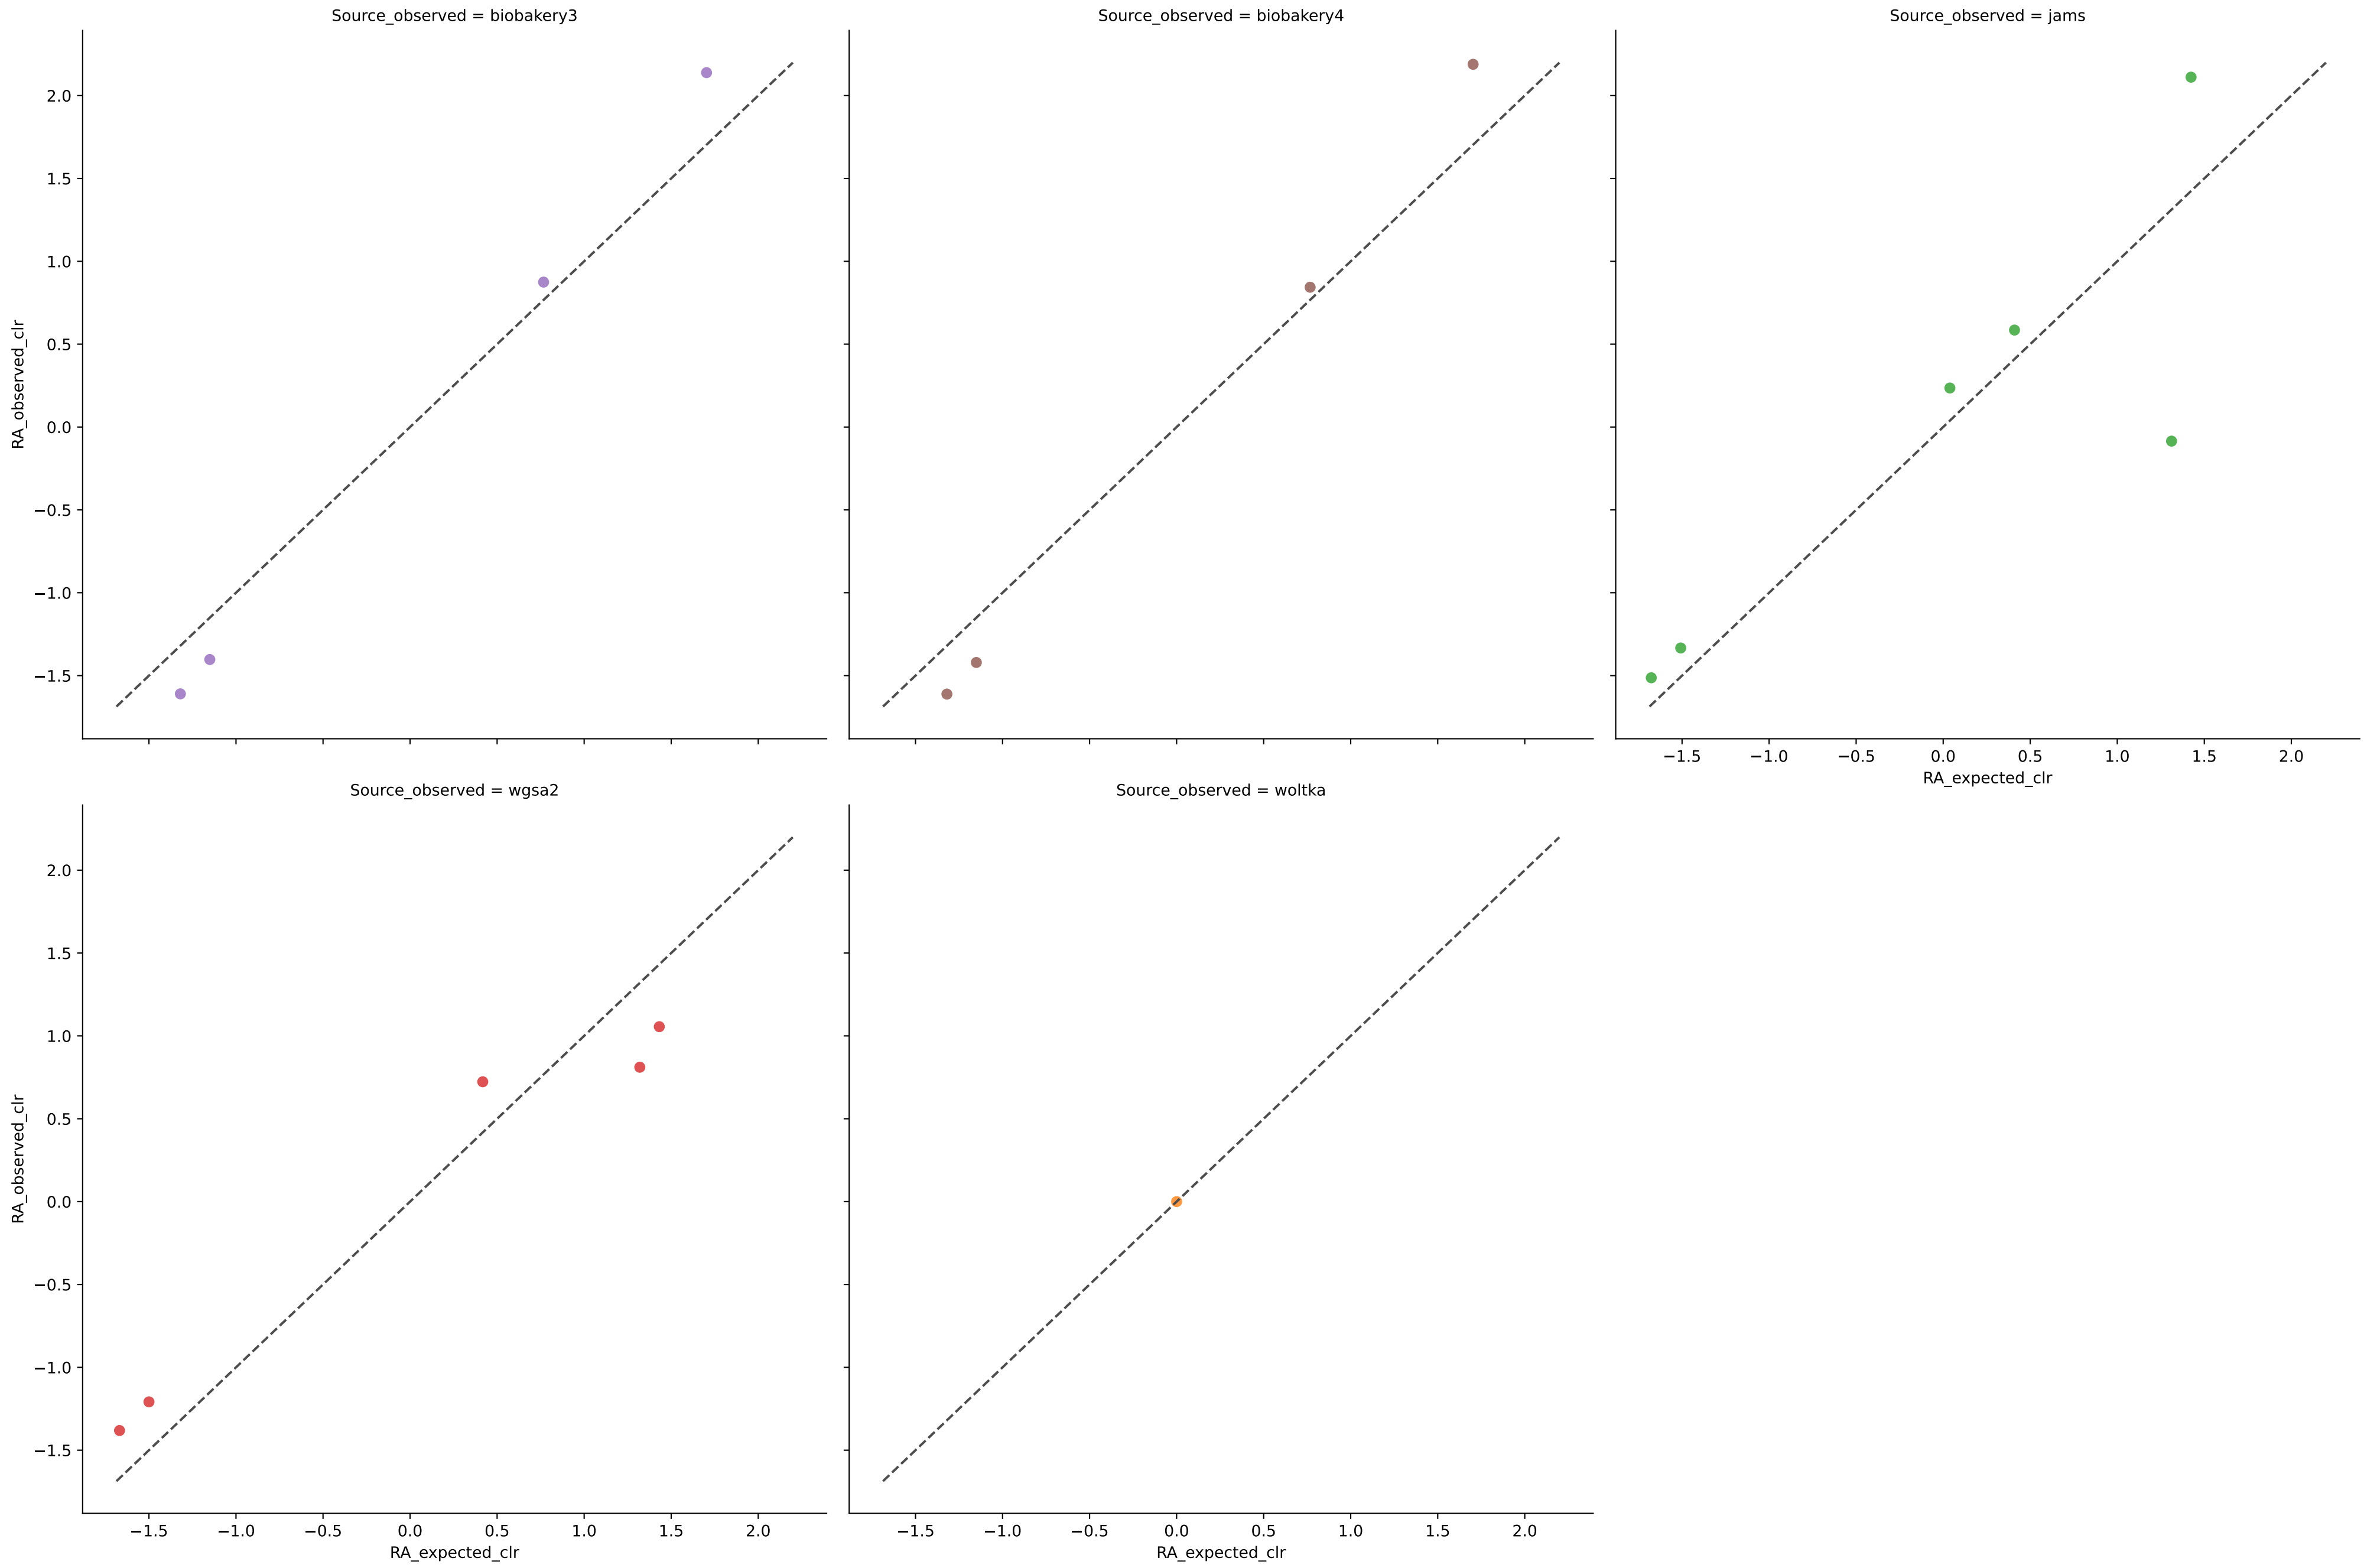 Source_observed = biobakery3
Source_observed = biobakery4
Source_observed = jams
RA_observed_clr
2.0
1.5
1.0
0.5
0.0
−0.5
−1.0
−1.5
−1.5 −1.0 −0.5 0.0 0.5 1.0 1.5 2.0
RA_expected_clr
Source_observed = wgsa2
Source_observed = woltka
RA_observed_clr
2.0
1.5
1.0
0.5
0.0
−0.5
−1.0
−1.5
−1.5 −1.0 −0.5 0.0 0.5 1.0 1.5 2.0
RA_expected_clr
−1.5 −1.0 −0.5 0.0 0.5 1.0 1.5 2.0
RA_expected_clr